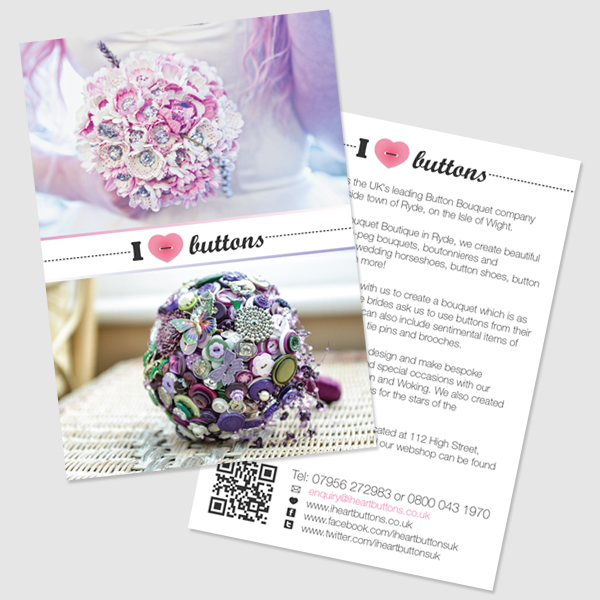 I buttons
I buttons
the UK's leading Button Bouquet company
side town of Ryde, on the Isle of Wight.
Bouquet Boutique in Ryde, we create beautiful
-peg bouquets, boutonnieres and
wedding horseshoes, button shoes, button
more!
with us to create a bouquet which is as
brides ask us to use buttons from their
can also include sentimental items of
tie pins and brooches.
design and make bespoke
special occasions with our
and Woking. We also created
for the stars of the
at 112 High Street,
our webshop can be found
Tel: 07956 272983 or 0800 043 1970
enquiry@iheartbuttons.co.uk
www.iheartbuttons.co.uk
www.facebook.com/iheartbuttonsuk
www.twitter.com/iheartbuttonsuk